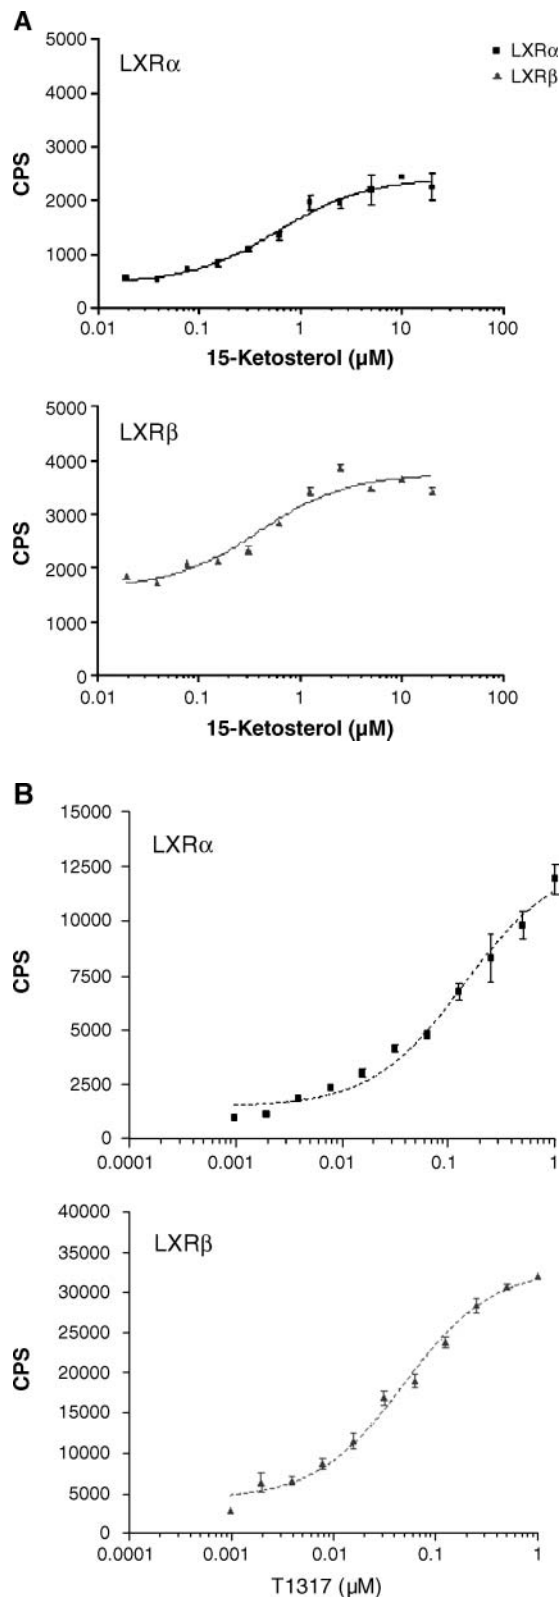 A
LXRα
LXRα
LXRβ
5000
4000
3000
2000
1000
0
CPS
0.01 0.1 1 10 100
15-Ketosterol (µM)
LXRβ
5000
4000
3000
2000
1000
0
0.01 0.1 1 10 100
15-Ketosterol (µM)
B
LXRα
15000
12500
10000
7500
5000
2500
0
CPS
0.0001 0.001 0.01 0.1 1
LXRβ
40000
35000
30000
25000
20000
15000
10000
5000
0
CPS
0.0001 0.001 0.01 0.1 1
T1317 (µM)